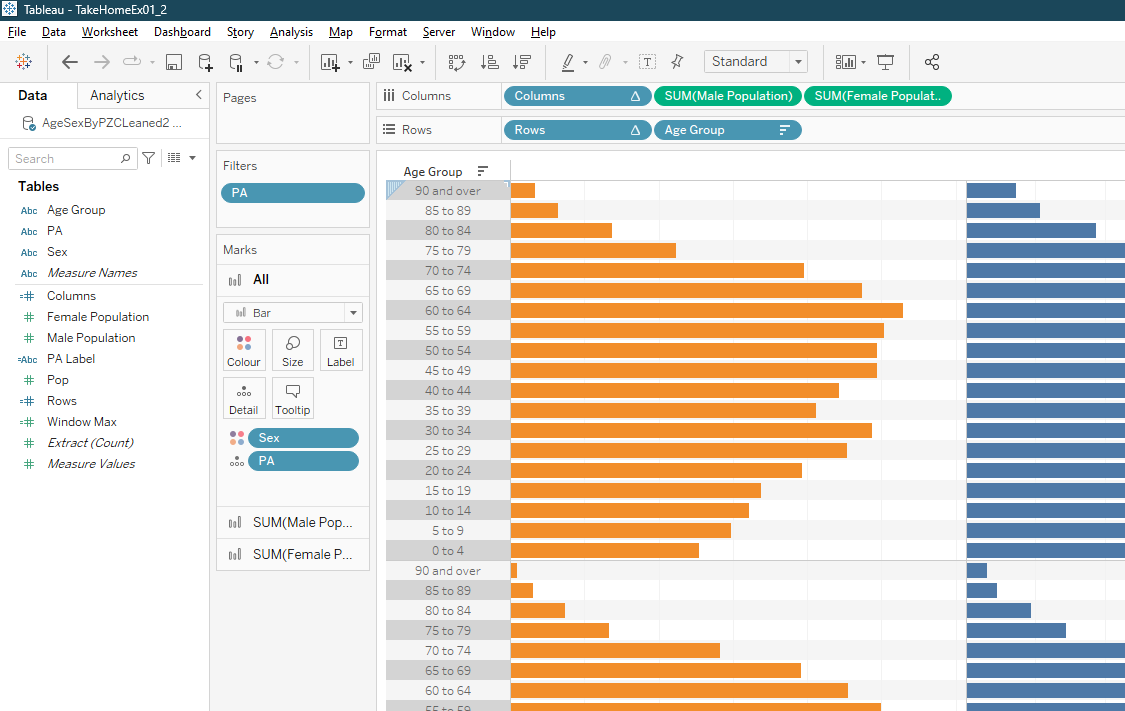 Tableau - TakeHomeEx01_2
File Data Worksheet Dashboard Story Analysis Map Format Server Window Help
Standard
Data Analytics
AgeSexByPZCLeaned2 ...
Search
Tables
Abc Age Group
Abc PA
Abc Sex
Abc Measure Names
=# Columns
# Female Population
# Male Population
=Abc PA Label
# Pop
=# Rows
=# Window Max
# Extract (Count)
# Measure Values
Pages
Filters
PA
Marks
All
Bar
Colour Size Label
Detail Tooltip
Sex
PA
SUM(Male Pop...
SUM(Female P...
Columns Columns SUM(Male Population) SUM(Female Populat..
Rows Rows Age Group
Age Group
90 and over
85 to 89
80 to 84
75 to 79
70 to 74
65 to 69
60 to 64
55 to 59
50 to 54
45 to 49
40 to 44
35 to 39
30 to 34
25 to 29
20 to 24
15 to 19
10 to 14
5 to 9
0 to 4
90 and over
85 to 89
80 to 84
75 to 79
70 to 74
65 to 69
60 to 64
55 to 59